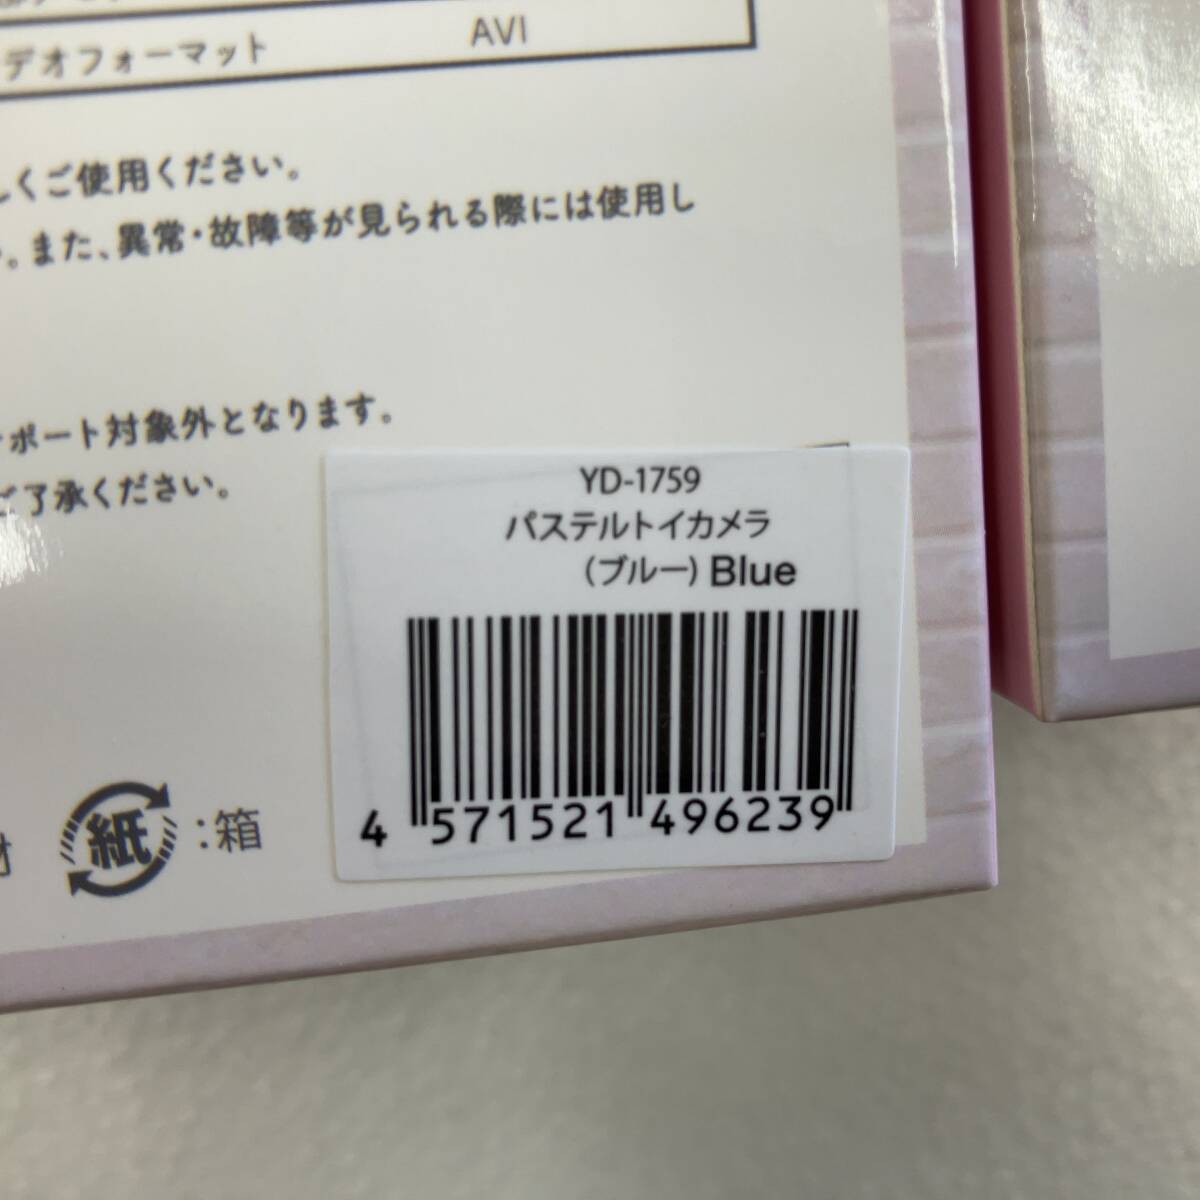 デオフォーマット AVI
しくご使用ください。
。また、異常・故障等が見られる際には使用し
ポート対象外となります。
ご了承ください。
YD-1759
パステルトイカメラ
(ブルー) Blue
4 571521 496239
紙 :箱